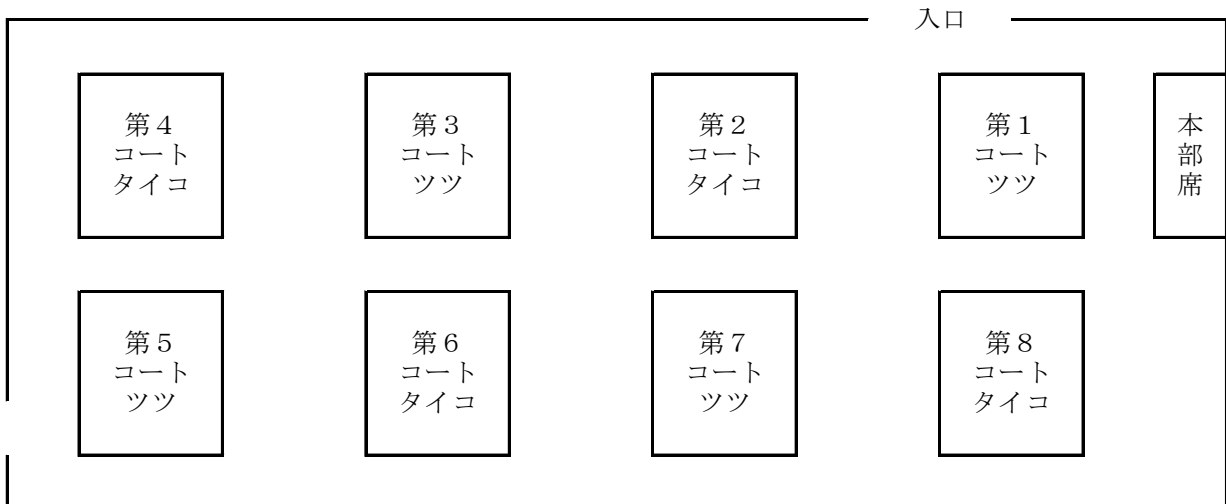 入口
第４
コート
タイコ
第３
コート
ツツ
第２
コート
タイコ
第１
コート
ツツ
本
部
席
第５
コート
ツツ
第６
コート
タイコ
第７
コート
ツツ
第８
コート
タイコ